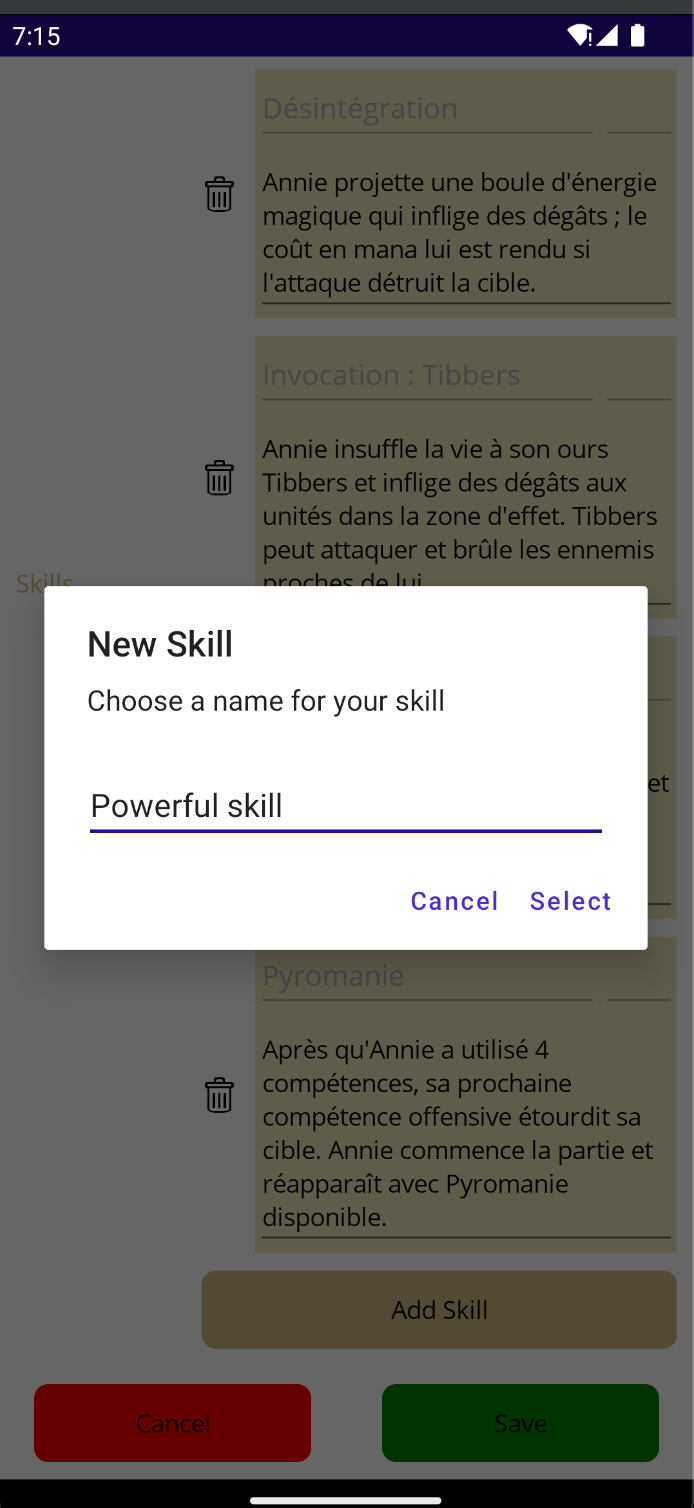 7:15
Désintégration
Annie projette une boule d'énergie
magique qui inflige des dégâts ; le
coût en mana lui est rendu si
l'attaque détruit la cible.
Invocation : Tibbers
Annie insuffle la vie à son ours
Tibbers et inflige des dégâts aux
unités dans la zone d'effet. Tibbers
peut attaquer et brûle les ennemis
proches de lui
Skills
New Skill
Choose a name for your skill
et
Powerful skill
Cancel Select
Pyromanie
Après qu'Annie a utilisé 4
compétences, sa prochaine
compétence offensive étourdit sa
cible. Annie commence la partie et
réapparaît avec Pyromanie
disponible.
Add Skill
Cancel
Save